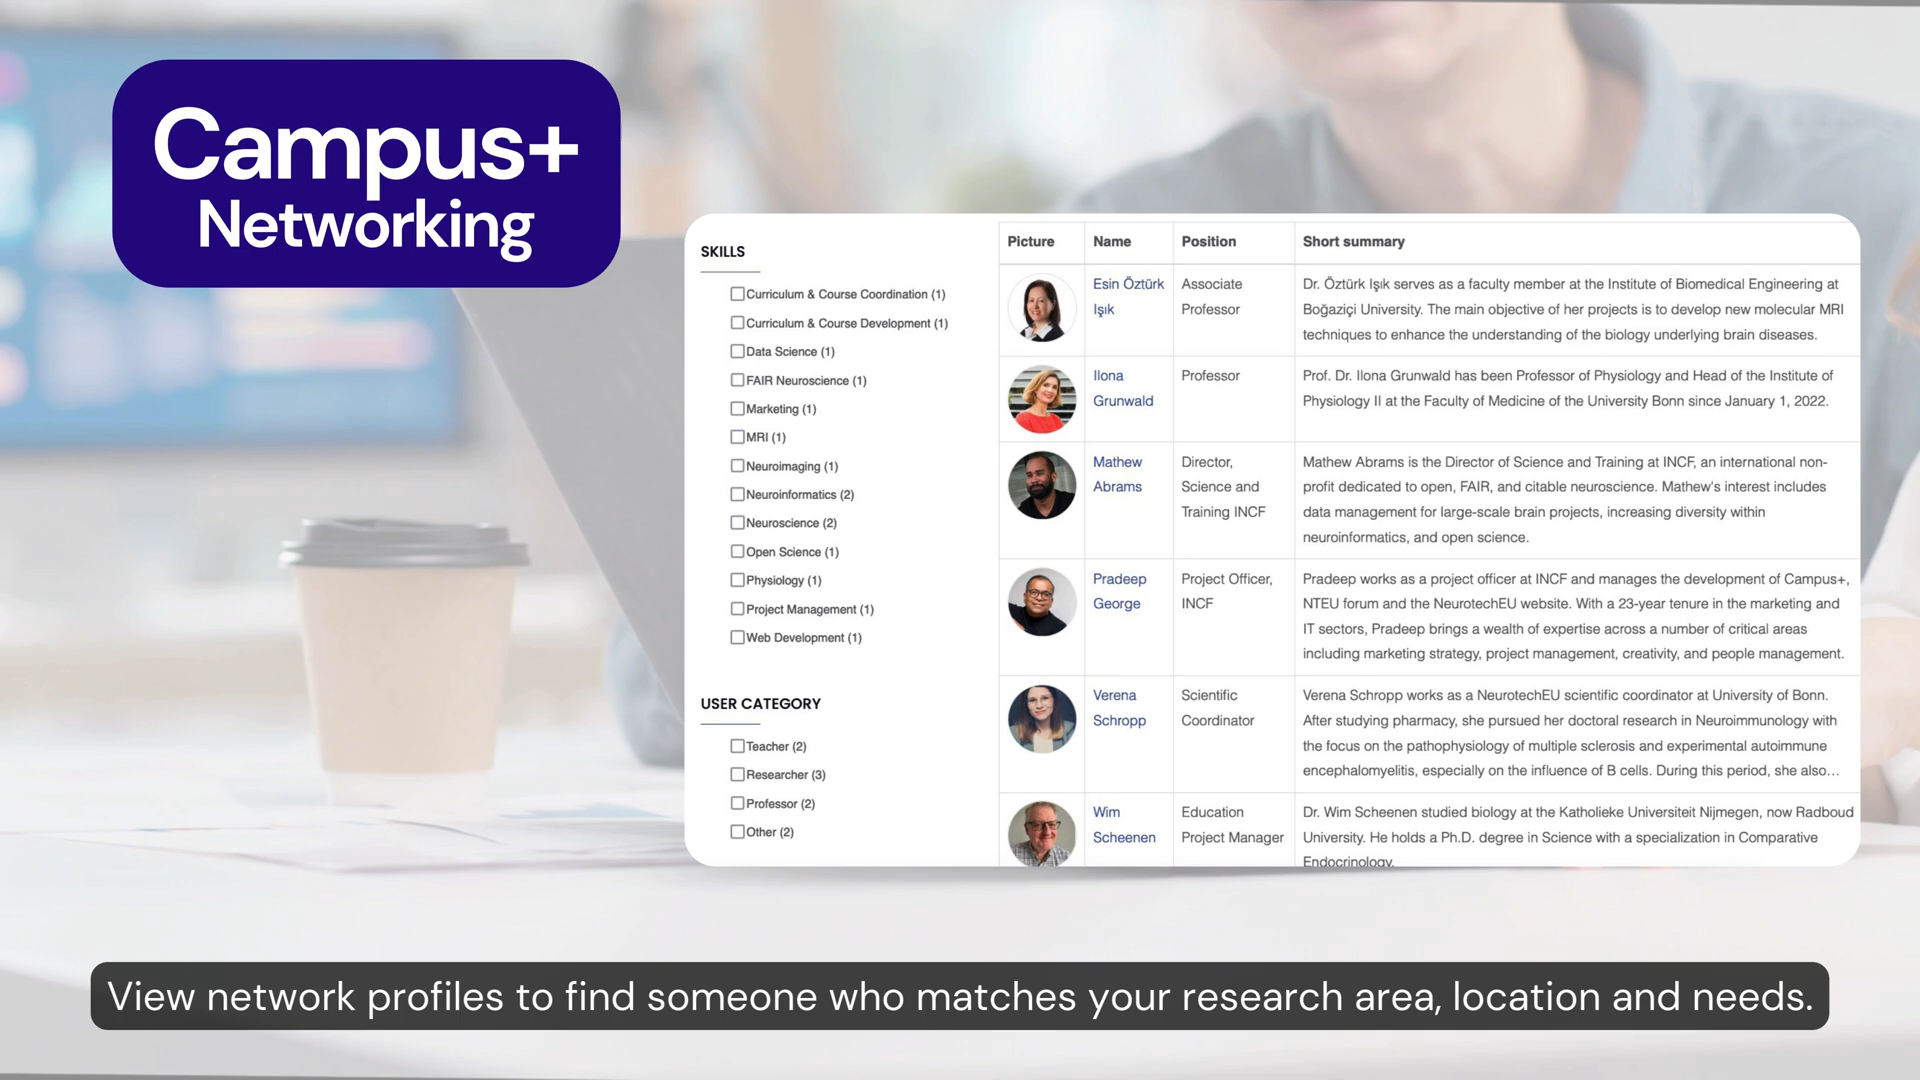 Campus+
Networking
SKILLS
Curriculum & Course Coordination (1)
Curriculum & Course Development (1)
Data Science (1)
FAIR Neuroscience (1)
Marketing (1)
MRI (1)
Neuroimaging (1)
Neuroinformatics (2)
Neuroscience (2)
Open Science (1)
Physiology (1)
Project Management (1)
Web Development (1)
USER CATEGORY
Teacher (2)
Researcher (3)
Professor (2)
Other (2)
Picture Name Position Short summary
Esin Öztürk Associate Dr. Öztürk Işık serves as a faculty member at the Institute of Biomedical Engineering at
Işık Professor Boğaziçi University. The main objective of her projects is to develop new molecular MRI
techniques to enhance the understanding of the biology underlying brain diseases.
Ilona Professor Prof. Dr. Ilona Grunwald has been Professor of Physiology and Head of the Institute of
Grunwald Physiology II at the Faculty of Medicine of the University Bonn since January 1, 2022.
Mathew Director, Mathew Abrams is the Director of Science and Training at INCF, an international non-
Abrams Science and profit dedicated to open, FAIR, and citable neuroscience. Mathew's interest includes
Training INCF data management for large-scale brain projects, increasing diversity within
neuroinformatics, and open science.
Pradeep Project Officer, Pradeep works as a project officer at INCF and manages the development of Campus+,
George INCF NTEU forum and the NeurotechEU website. With a 23-year tenure in the marketing and
IT sectors, Pradeep brings a wealth of expertise across a number of critical areas
including marketing strategy, project management, creativity, and people management.
Verena Scientific Verena Schropp works as a NeurotechEU scientific coordinator at University of Bonn.
Schropp Coordinator After studying pharmacy, she pursued her doctoral research in Neuroimmunology with
the focus on the pathophysiology of multiple sclerosis and experimental autoimmune
encephalomyelitis, especially on the influence of B cells. During this period, she also...
Wim Education Dr. Wim Scheenen studied biology at the Katholieke Universiteit Nijmegen, now Radboud
Scheenen Project Manager University. He holds a Ph.D. degree in Science with a specialization in Comparative
Endocrinology.
View network profiles to find someone who matches your research area, location and needs.